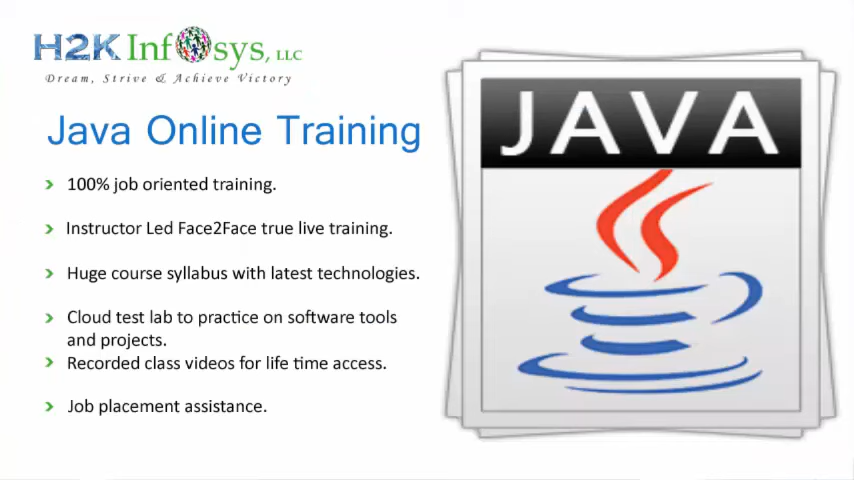 H2K Infosys, LLC
Dream, Strive & Achieve Victory
Java Online Training
100% job oriented training.
Instructor Led Face2Face true live training.
Huge course syllabus with latest technologies.
Cloud test lab to practice on software tools
and projects.
Recorded class videos for life time access.
Job placement assistance.
JAVA